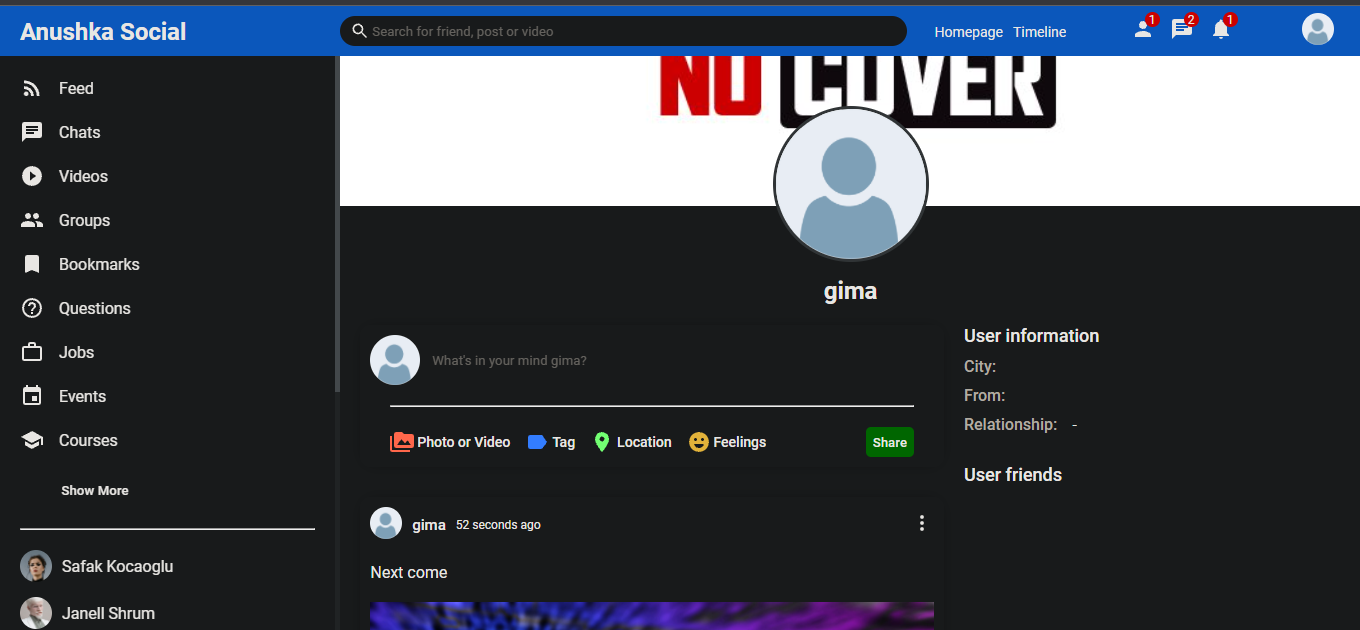 Anushka Social
Search for friend, post or video
Homepage Timeline
1
2
1
Feed
Chats
Videos
Groups
Bookmarks
Questions
Jobs
Events
Courses
Show More
Safak Kocaoglu
Janell Shrum
NO COVER
gima
What's in your mind gima?
Photo or Video Tag Location Feelings Share
gima 52 seconds ago
Next come
User information
City:
From:
Relationship: -
User friends